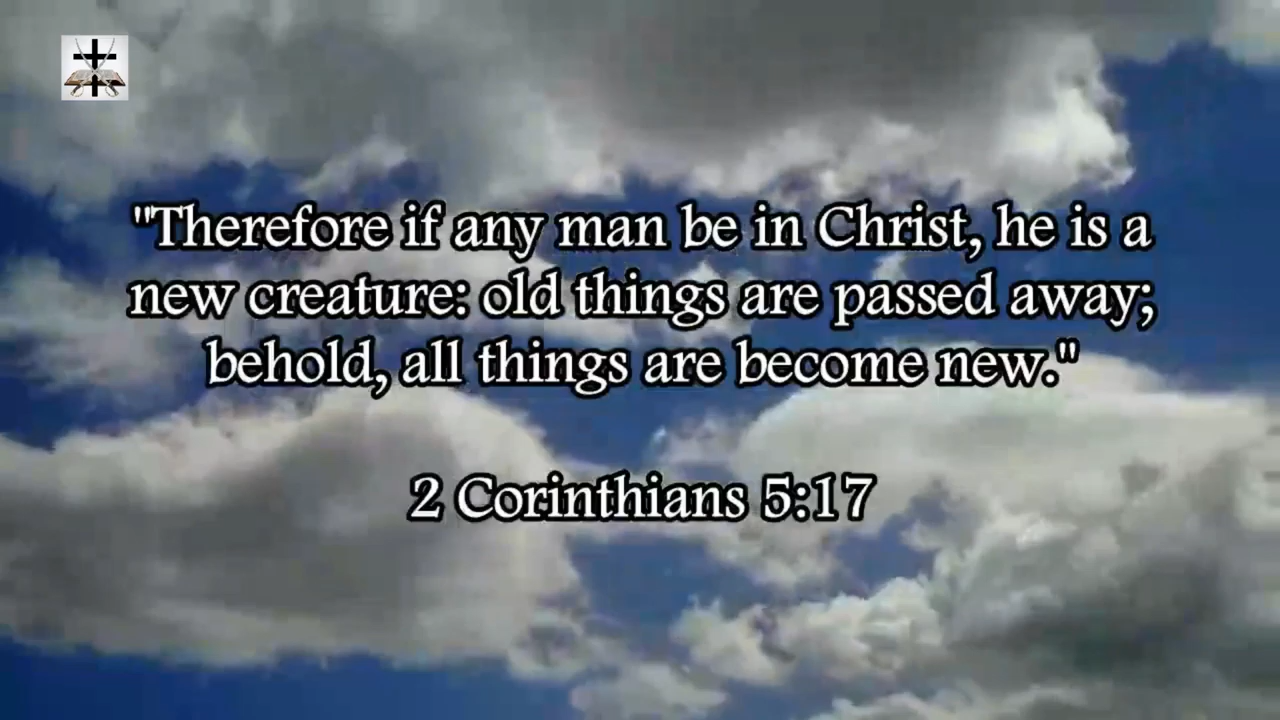 "Therefore if any man be in Christ, he is a
new creature: old things are passed away;
behold, all things are become new."
2 Corinthians 5:17